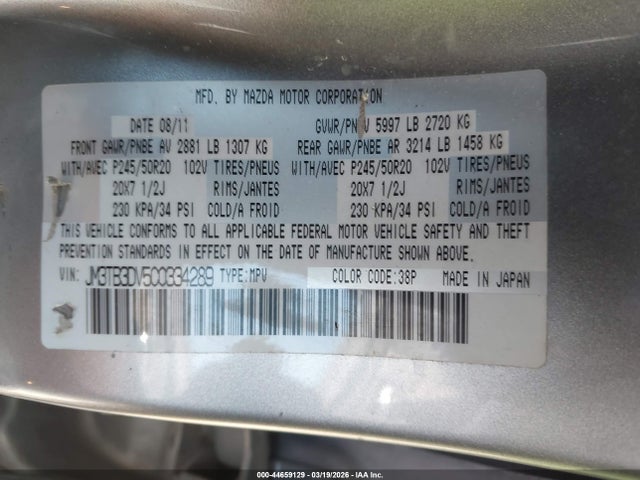 MFD. BY MAZDA MOTOR CORPORATION
DATE 08/11 GVWR/PNBV 5997 LB 2720 KG
FRONT GAWR/PNBE AV 2881 LB 1307 KG REAR GAWR/PNBE AR 3214 LB 1458 KG
WITH/AVEC P245/50R20 102V TIRES/PNEUS WITH/AVEC P245/50R20 102V TIRES/PNEUS
20X7 1/2J RIMS/JANTES 20X7 1/2J RIMS/JANTES
230 KPA/34 PSI COLD/A FROID 230 KPA/34 PSI COLD/A FROID
THIS VEHICLE CONFORMS TO ALL APPLICABLE FEDERAL MOTOR VEHICLE SAFETY AND THEFT
PREVENTION STANDARDS IN EFFECT ON THE DATE OF MANUFACTURE SHOWN ABOVE.
VIN: JM3TB3DV5C0334289 TYPE:MPV COLOR CODE:38P MADE IN JAPAN
000-44659129 - 03/19/2026 - IAA Inc.